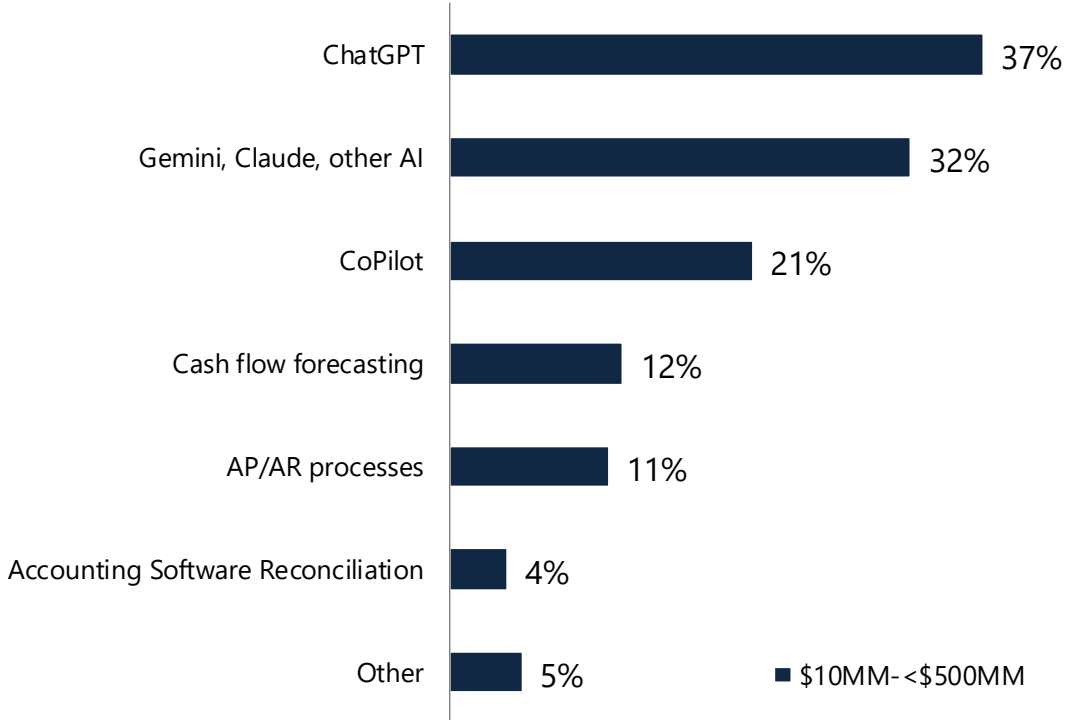 ChatGPT 37%
Gemini, Claude, other AI 32%
CoPilot 21%
Cash flow forecasting 12%
AP/AR processes 11%
Accounting Software Reconciliation 4%
Other 5%
$10MM-<$500MM